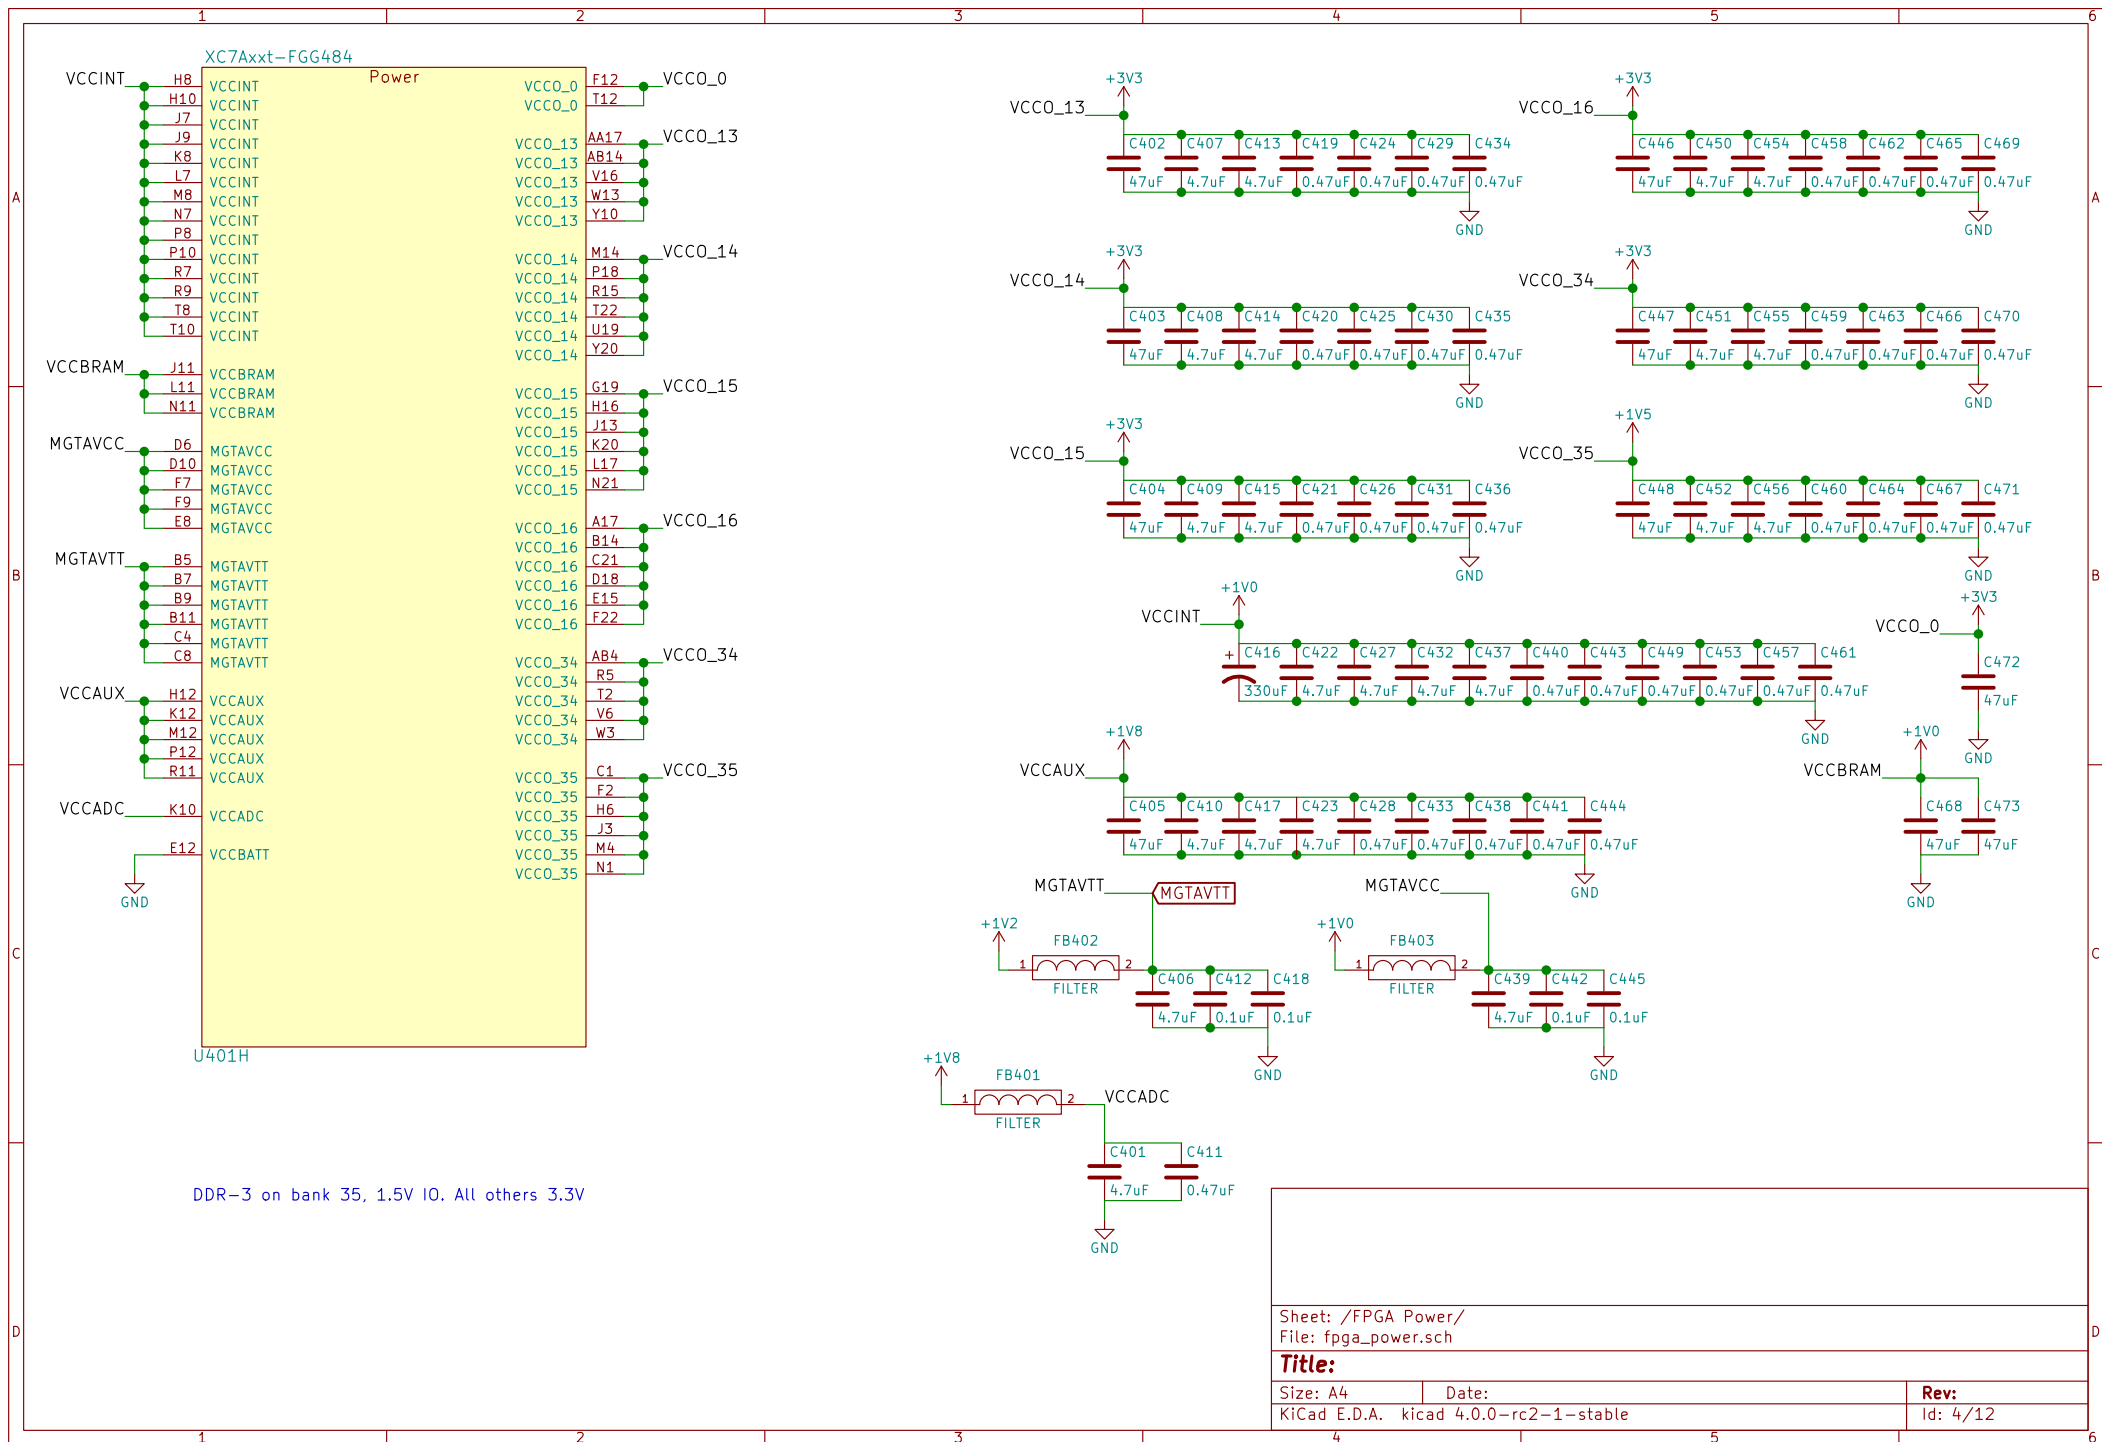 1 2 3 4 5 6
XC7Axxt-FGG484
Power
VCCINT
H8 VCCINT
H10 VCCINT
J7 VCCINT
J9 VCCINT
K8 VCCINT
L7 VCCINT
M8 VCCINT
N7 VCCINT
P8 VCCINT
P10 VCCINT
R7 VCCINT
R9 VCCINT
T8 VCCINT
T10 VCCINT
VCCBRAM
J11 VCCBRAM
L11 VCCBRAM
N11 VCCBRAM
MGTAVCC
D6 MGTAVCC
D10 MGTAVCC
F7 MGTAVCC
F9 MGTAVCC
E8 MGTAVCC
MGTAVTT
B5 MGTAVTT
B7 MGTAVTT
B9 MGTAVTT
B11 MGTAVTT
C4 MGTAVTT
C8 MGTAVTT
VCCAUX
H12 VCCAUX
K12 VCCAUX
M12 VCCAUX
P12 VCCAUX
R11 VCCAUX
VCCADC
K10 VCCADC
E12 VCCBATT
GND
VCCO_0 F12 VCCO_0
VCCO_0 T12
VCCO_13 AA17 VCCO_13
VCCO_13 AB14
VCCO_13 V16
VCCO_13 W13
VCCO_13 Y10
VCCO_14 M14 VCCO_14
VCCO_14 P18
VCCO_14 R15
VCCO_14 T22
VCCO_14 U19
VCCO_14 Y20
VCCO_15 G19 VCCO_15
VCCO_15 H16
VCCO_15 J13
VCCO_15 K20
VCCO_15 L17
VCCO_15 N21
VCCO_16 A17 VCCO_16
VCCO_16 B14
VCCO_16 C21
VCCO_16 D18
VCCO_16 E15
VCCO_16 F22
VCCO_34 AB4 VCCO_34
VCCO_34 R5
VCCO_34 T2
VCCO_34 V6
VCCO_34 W3
VCCO_35 C1 VCCO_35
VCCO_35 F2
VCCO_35 H6
VCCO_35 J3
VCCO_35 M4
VCCO_35 N1
U401H
DDR-3 on bank 35, 1.5V IO. All others 3.3V
+3V3
VCCO_13
C402 C407 C413 C419 C424 C429 C434
47uF 4.7uF 4.7uF 0.47uF 0.47uF 0.47uF 0.47uF
GND
+3V3
VCCO_16
C446 C450 C454 C458 C462 C465 C469
47uF 4.7uF 4.7uF 0.47uF 0.47uF 0.47uF 0.47uF
GND
+3V3
VCCO_14
C403 C408 C414 C420 C425 C430 C435
47uF 4.7uF 4.7uF 0.47uF 0.47uF 0.47uF 0.47uF
GND
+3V3
VCCO_34
C447 C451 C455 C459 C463 C466 C470
47uF 4.7uF 4.7uF 0.47uF 0.47uF 0.47uF 0.47uF
GND
+3V3
VCCO_15
C404 C409 C415 C421 C426 C431 C436
47uF 4.7uF 4.7uF 0.47uF 0.47uF 0.47uF 0.47uF
GND
+1V5
VCCO_35
C448 C452 C456 C460 C464 C467 C471
47uF 4.7uF 4.7uF 0.47uF 0.47uF 0.47uF 0.47uF
GND
+1V0
VCCINT
C416 C422 C427 C432 C437 C440 C443 C449 C453 C457 C461
+
330uF 4.7uF 4.7uF 4.7uF 4.7uF 0.47uF 0.47uF 0.47uF 0.47uF 0.47uF 0.47uF
GND
+3V3
VCCO_0
C472
47uF
GND
+1V8
VCCAUX
C405 C410 C417 C423 C428 C433 C438 C441 C444
47uF 4.7uF 4.7uF 4.7uF 0.47uF 0.47uF 0.47uF 0.47uF 0.47uF
GND
+1V0
VCCBRAM
C468 C473
47uF 47uF
GND
MGTAVTT MGTAVTT
+1V2
FB402
1 2
FILTER
C406 C412 C418
4.7uF 0.1uF 0.1uF
GND
MGTAVCC
+1V0
FB403
1 2
FILTER
C439 C442 C445
4.7uF 0.1uF 0.1uF
GND
+1V8
FB401
1 2
FILTER
VCCADC
C401 C411
4.7uF 0.47uF
GND
A A
B B
C C
D D
Sheet: /FPGA Power/
File: fpga_power.sch
Title:
Size: A4 Date: Rev:
KiCad E.D.A. kicad 4.0.0-rc2-1-stable Id: 4/12
1 2 3 4 5 6